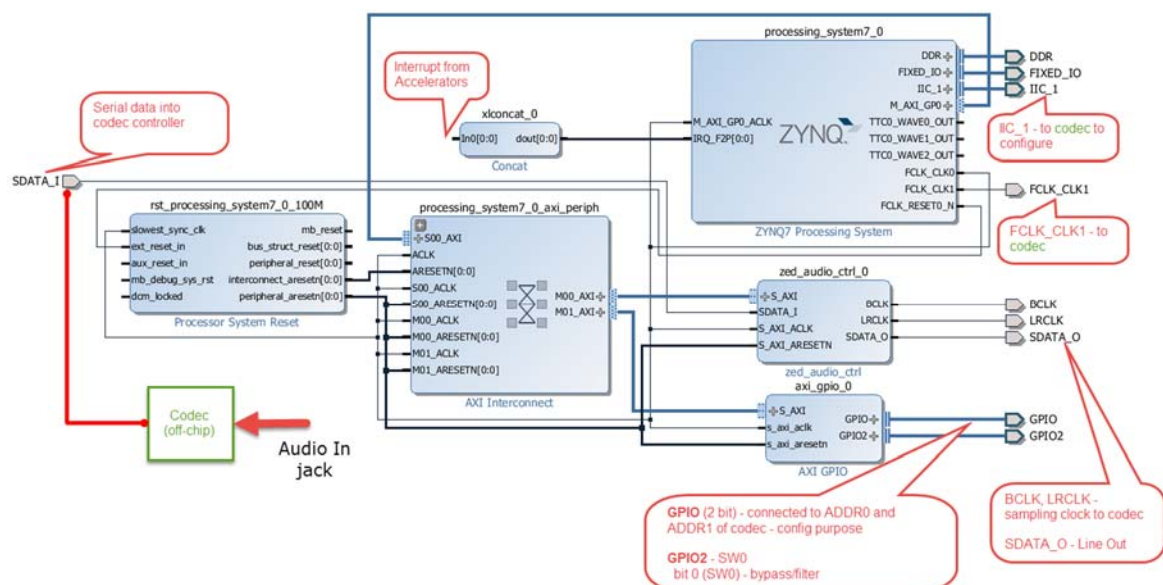 processing_system7_0
DDR
FIXED_IO
IIC_1
M_AXI_GP0
M_AXI_GP0_ACLK
TTC0_WAVE0_OUT
IRQ_F2P[0:0]
TTC0_WAVE1_OUT
ZYNQ
TTC0_WAVE2_OUT
FCLK_CLK0
FCLK_CLK1
FCLK_RESET0_N
ZYNQ7 Processing System
DDR
FIXED_IO
IIC_1
IIC_1 - to codec to
configure
FCLK_CLK1
FCLK_CLK1 - to
codec
Interrupt from
Accelerators
xlconcat_0
In0[0:0]
dout[0:0]
Concat
Serial data into
codec controller
SDATA_I
rst_processing_system7_0_100M
slowest_sync_clk
mb_reset
ext_reset_in
bus_struct_reset[0:0]
aux_reset_in
peripheral_reset[0:0]
mb_debug_sys_rst
interconnect_aresetn[0:0]
dcm_locked
peripheral_aresetn[0:0]
Processor System Reset
processing_system7_0_axi_periph
S00_AXI
ACLK
ARESETN[0:0]
S00_ACLK
S00_ARESETN[0:0]
M00_ACLK
M00_ARESETN[0:0]
M01_ACLK
M01_ARESETN[0:0]
M00_AXI
M01_AXI
AXI Interconnect
zed_audio_ctrl_0
S_AXI
SDATA_I
S_AXI_ACLK
S_AXI_ARESETN
BCLK
LRCLK
SDATA_O
zed_audio_ctrl
BCLK
LRCLK
SDATA_O
axi_gpio_0
S_AXI
s_axi_aclk
s_axi_aresetn
GPIO
GPIO2
AXI GPIO
GPIO
GPIO2
Codec
(off-chip)
Audio In
jack
GPIO (2 bit) - connected to ADDR0 and
ADDR1 of codec - config purpose
GPIO2 - SW0
bit 0 (SW0) - bypass/filter
BCLK, LRCLK -
sampling clock to codec
SDATA_O - Line Out